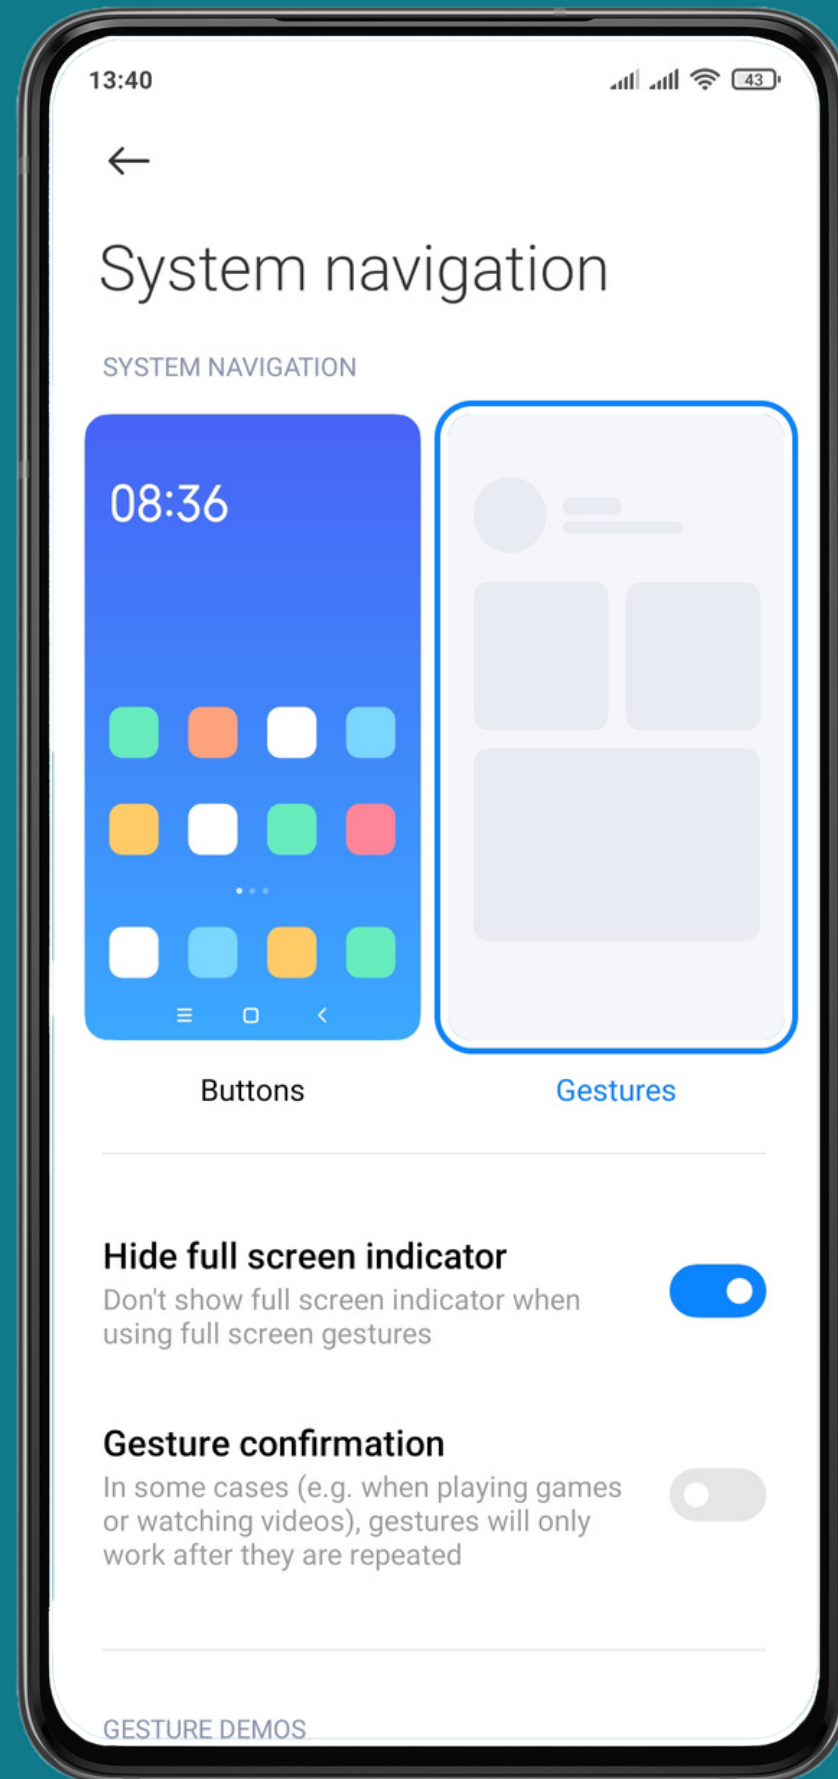 13:40
43
System navigation
SYSTEM NAVIGATION
08:36
Buttons
Gestures
Hide full screen indicator
Don't show full screen indicator when
using full screen gestures
Gesture confirmation
In some cases (e.g. when playing games
or watching videos), gestures will only
work after they are repeated
GESTURE DEMOS